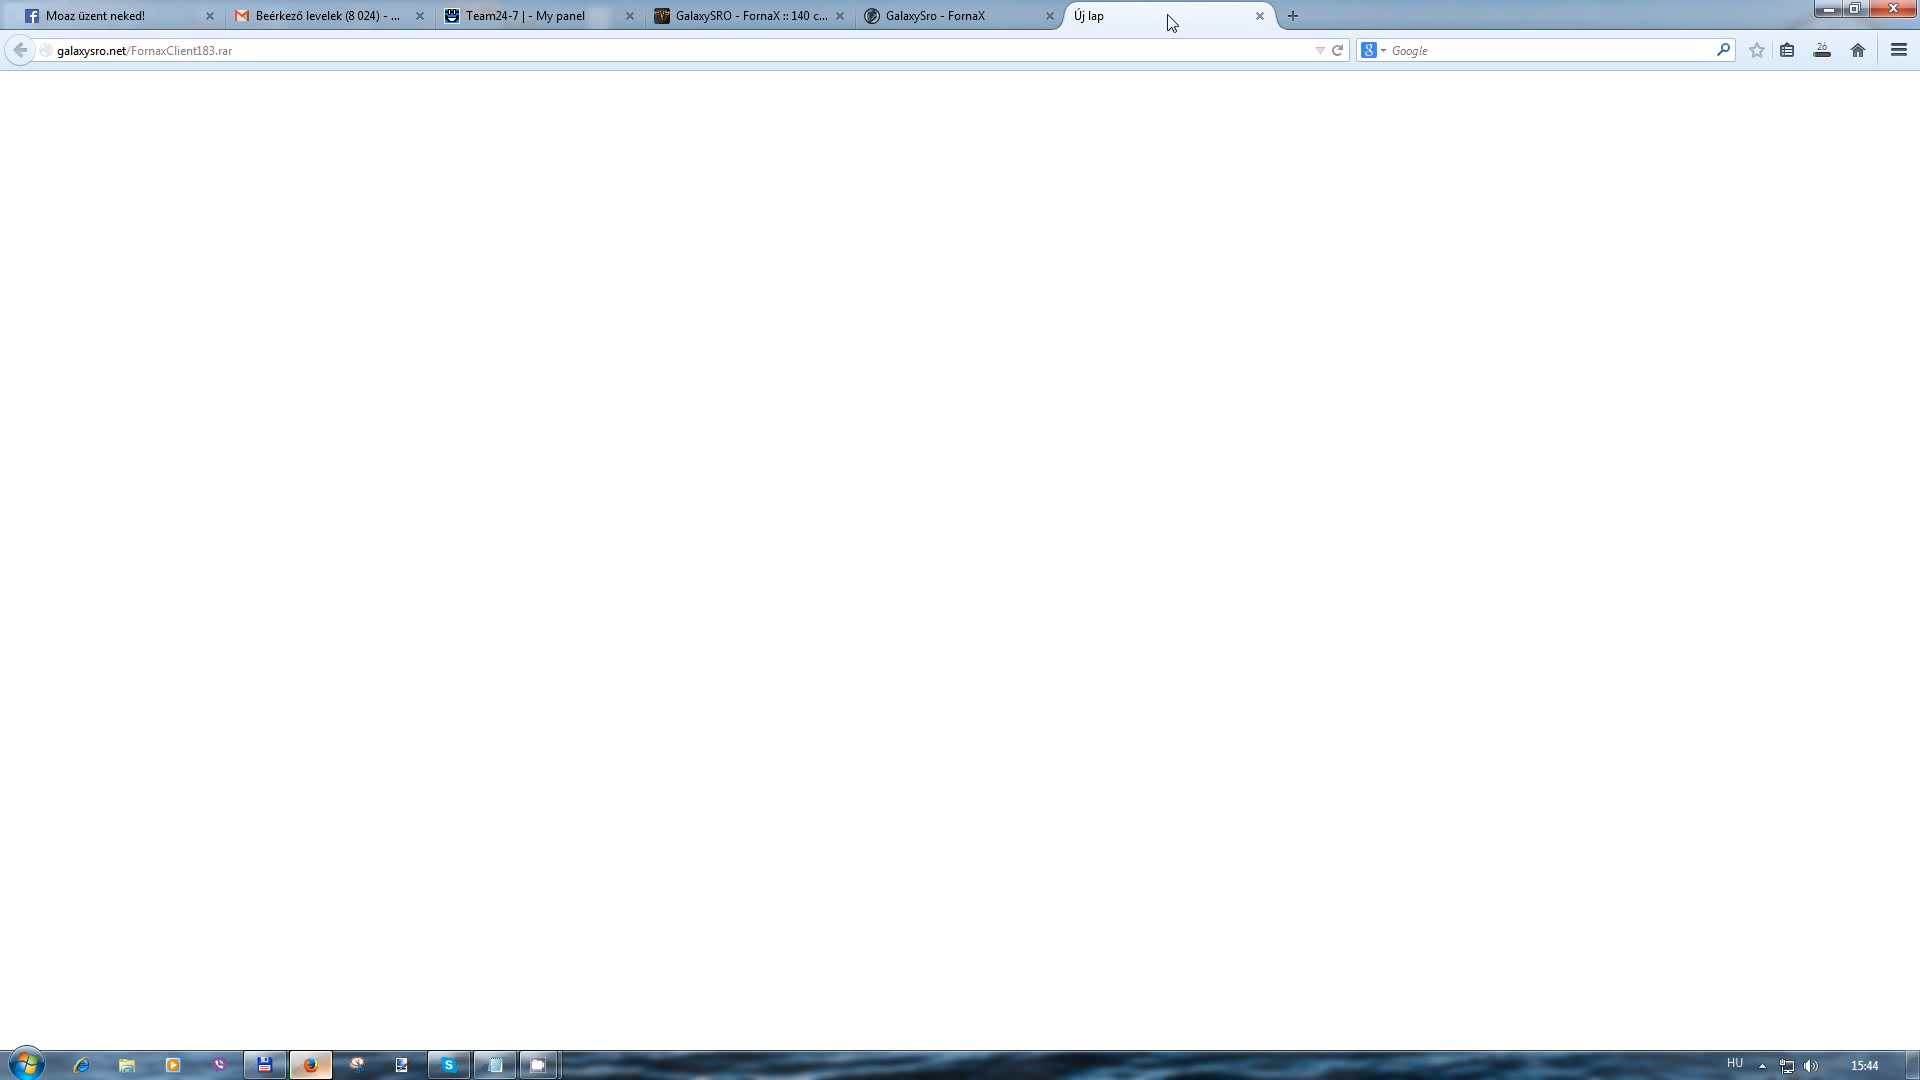 Moaz üzent neked!
Beérkező levelek (8 024) - ...
Team24-7 | - My panel
GalaxySRO - FornaX :: 140 c...
GalaxySro - FornaX
Új lap
galaxysro.net/FornaxClient183.rar
Google
26
HU
15:44